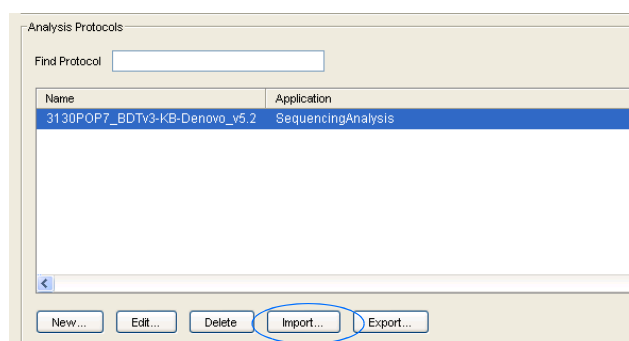 Analysis Protocols
Find Protocol
Name Application
3130POP7_BDTv3-KB-Denovo_v5.2 SequencingAnalysis
New... Edit... Delete Import... Export...